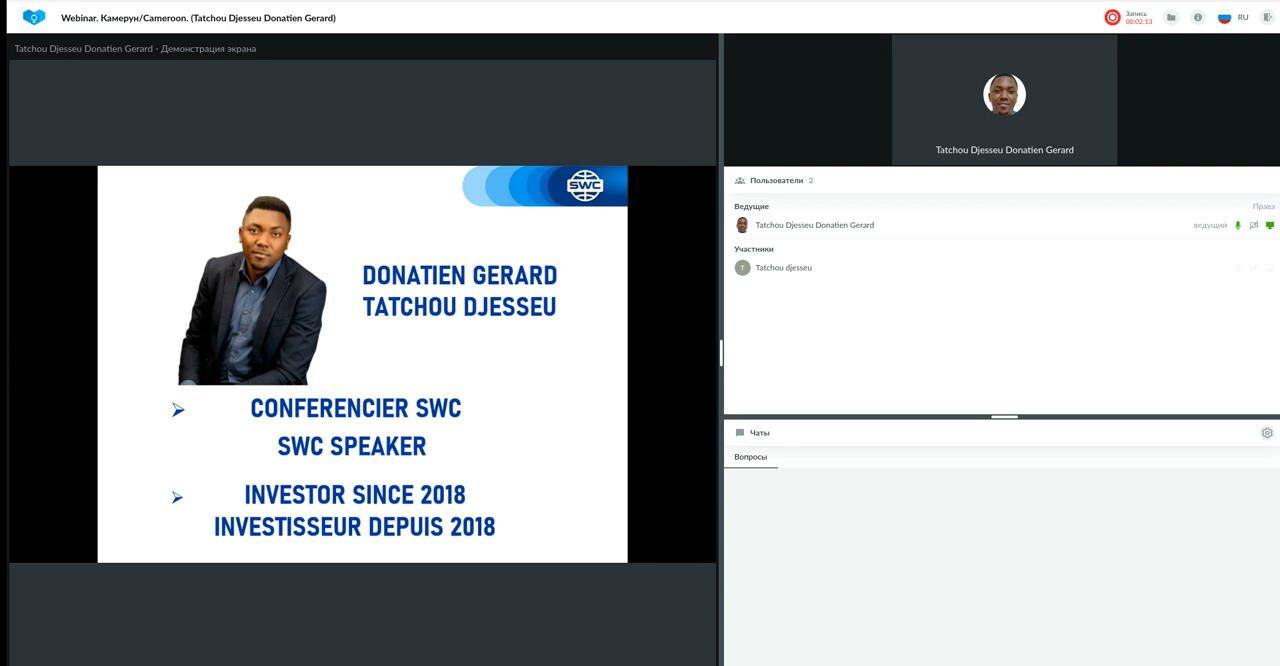 Webinar. Камерун/Cameroon. (Tatchou Djesseu Donatien Gerard)
Запись
00:02:13
RU
Tatchou Djesseu Donatien Gerard - Демонстрация экрана
SWC
DONATIEN GERARD
TATCHOU DJESSEU
CONFERENCIER SWC
SWC SPEAKER
INVESTOR SINCE 2018
INVESTISSEUR DEPUIS 2018
Tatchou Djesseu Donatien Gerard
Пользователи 2
Ведущие Права
Tatchou Djesseu Donatien Gerard ведущий
Участники
T Tatchou djesseu
Чаты
Вопросы